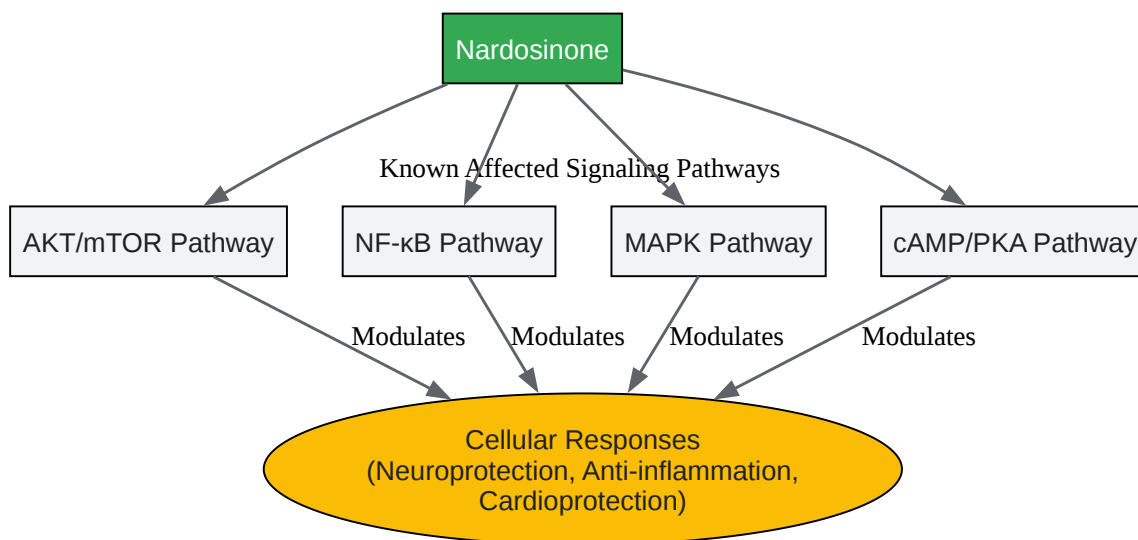 Nardosinone
Known Affected Signaling Pathways
AKT/mTOR Pathway
NF-κB Pathway
MAPK Pathway
cAMP/PKA Pathway
Modulates
Modulates
Modulates
Modulates
Cellular Responses
(Neuroprotection, Anti-inflammation,
Cardioprotection)